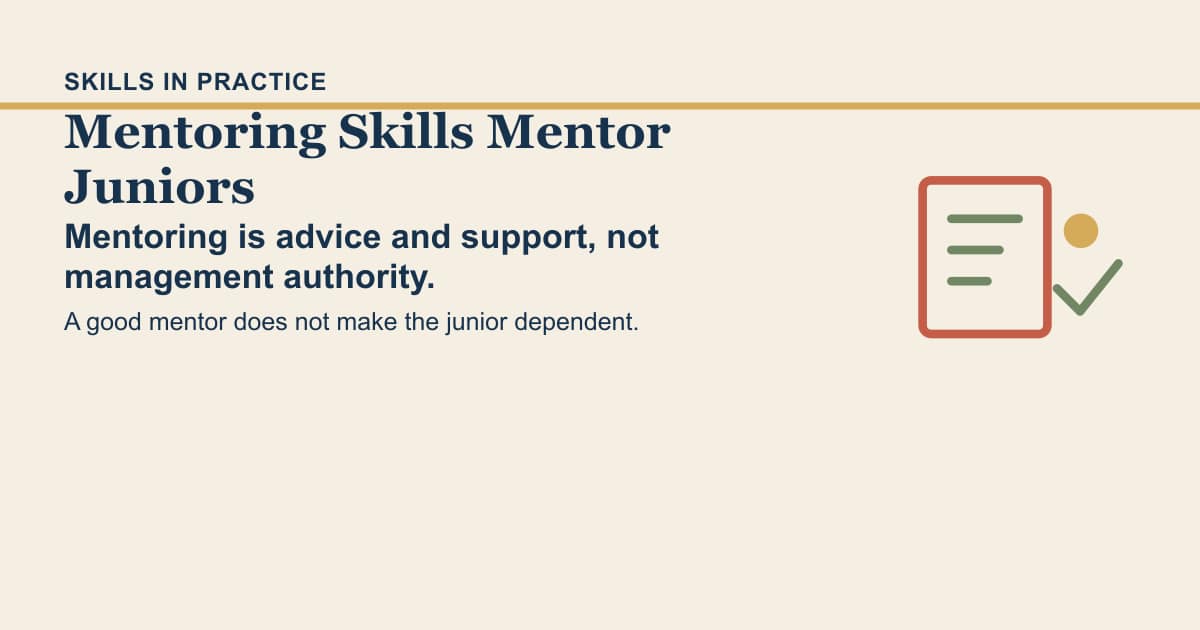 SKILLS IN PRACTICE
Mentoring Skills Mentor
Juniors
Mentoring is advice and support, not
management authority.
A good mentor does not make the junior dependent.